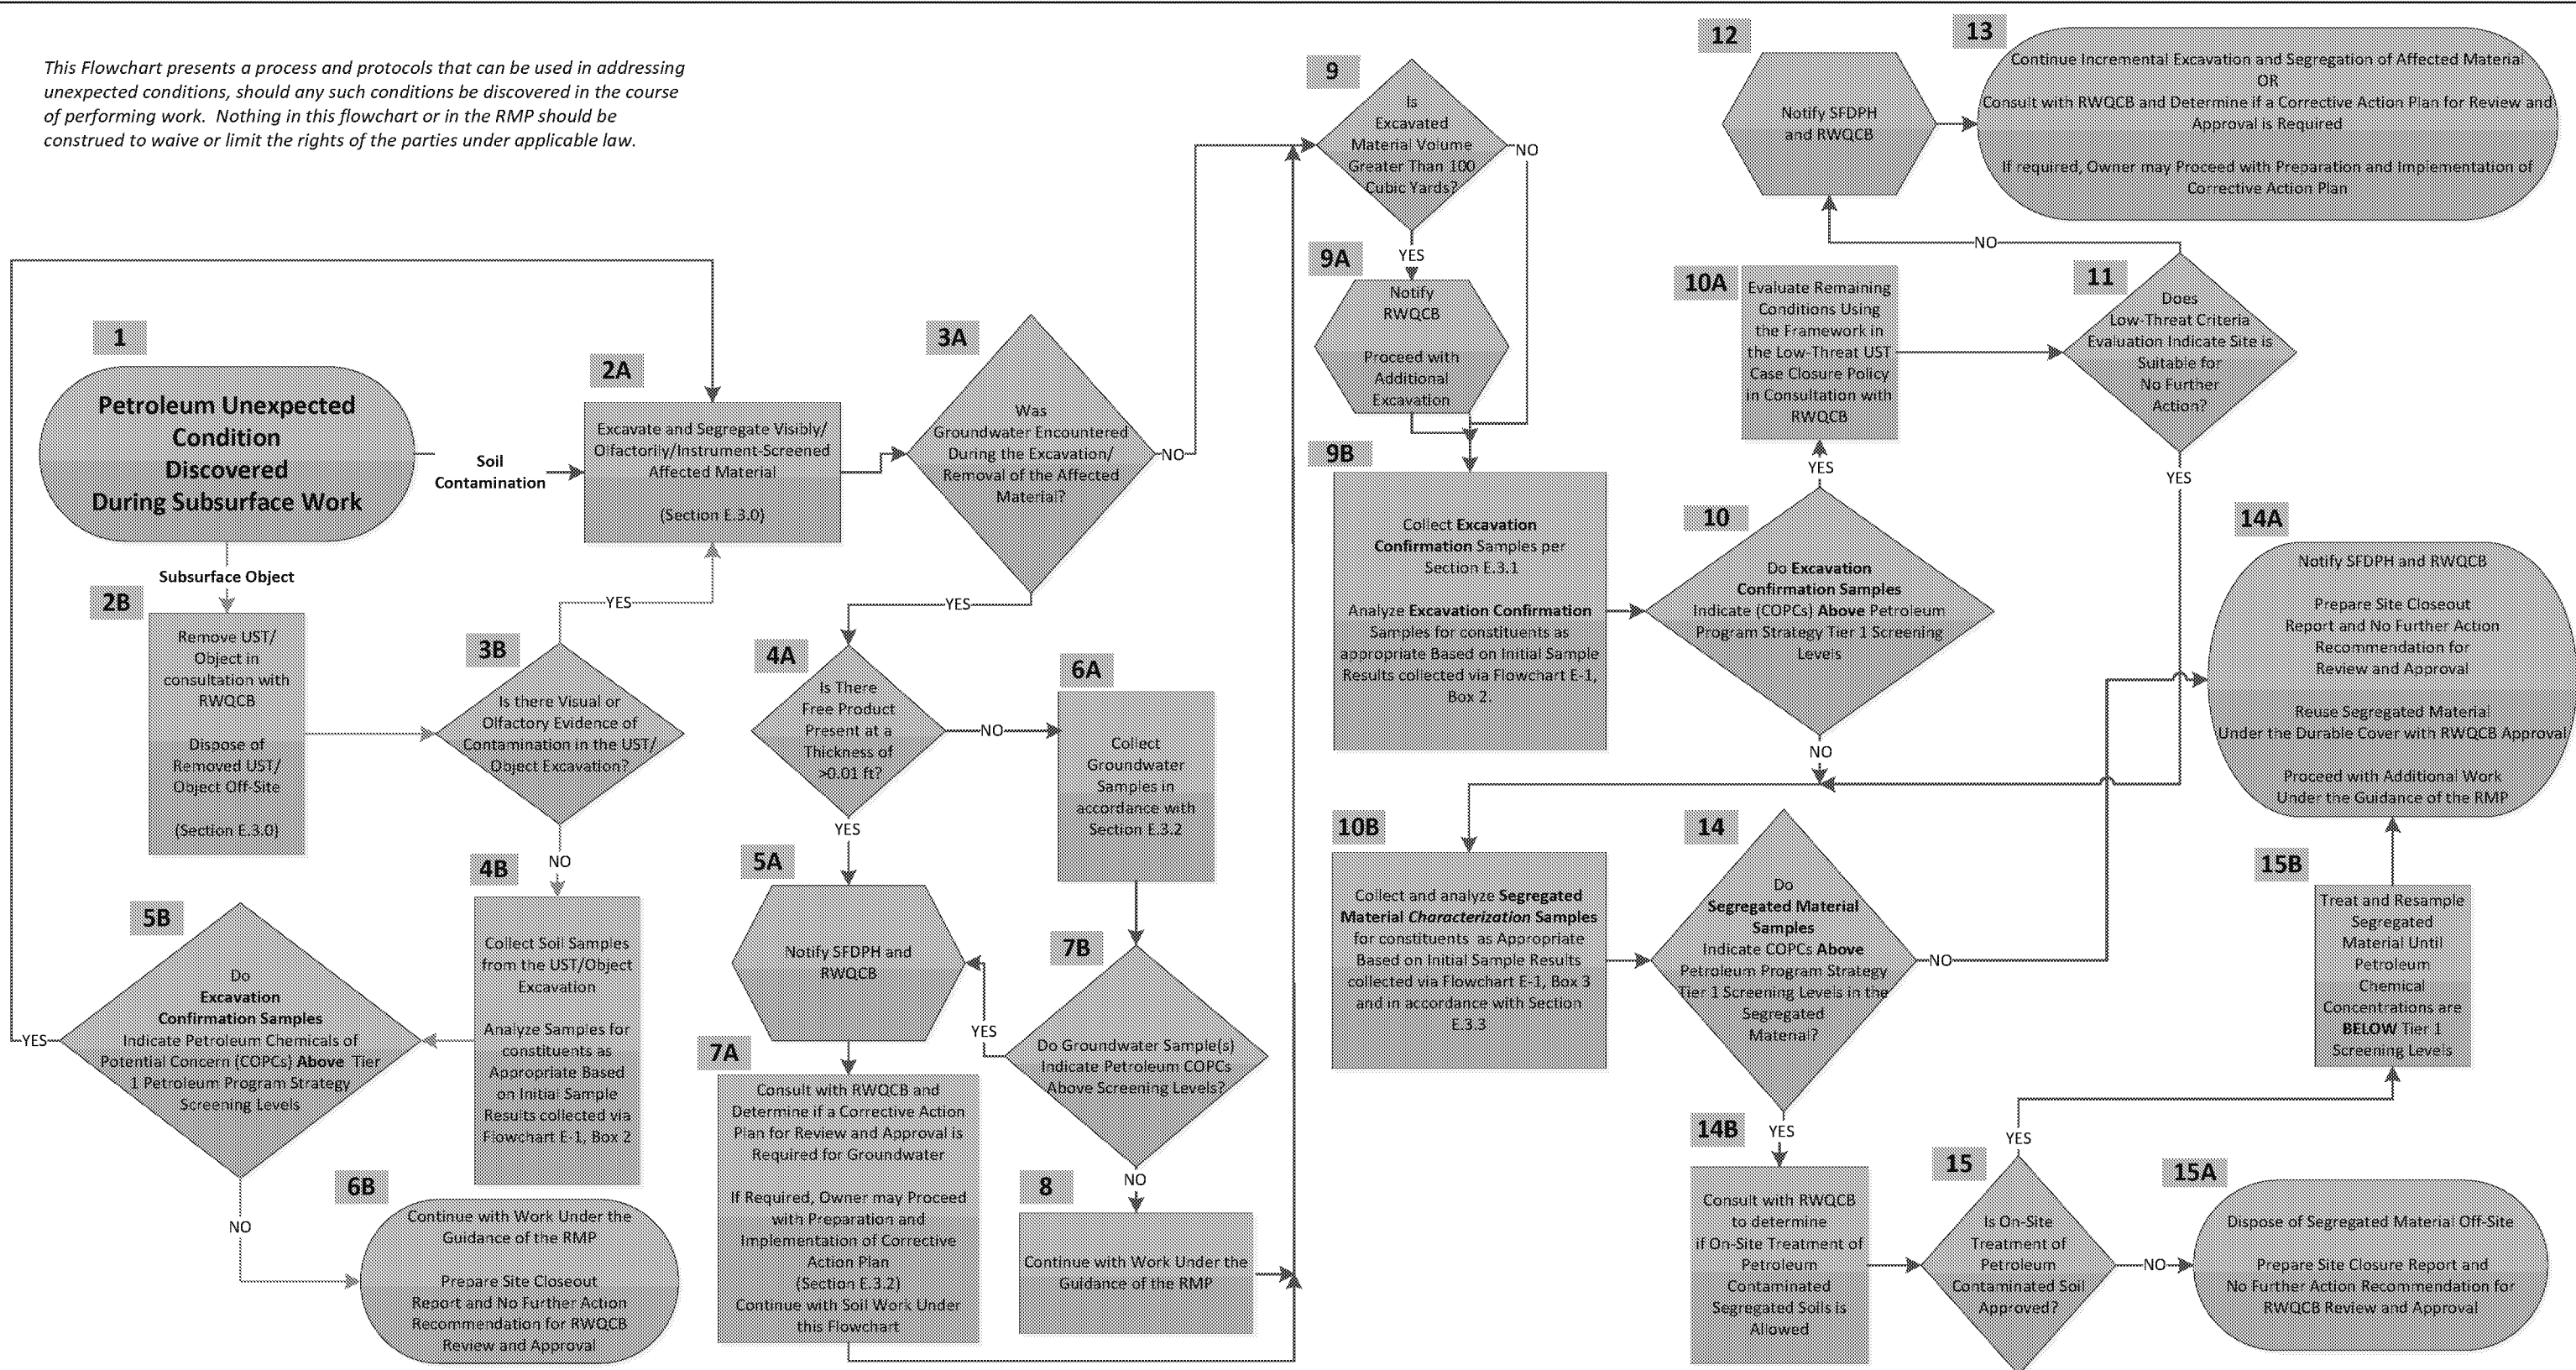 This Flowchart presents a process and protocols that can be used in addressing
unexpected conditions, should any such conditions be discovered in the course
of performing work.  Nothing in this flowchart or in the RMP should be
construed to waive or limit the rights of the parties under applicable law.
1
Petroleum Unexpected
Condition
Discovered
During Subsurface Work
Soil
Contamination
Subsurface Object
2A
Excavate and Segregate Visibly/
Olfactorily/Instrument-Screened
Affected Material
(Section E.3.0)
2B
Remove UST/
Object in
consultation with
RWQCB
Dispose of
Removed UST/
Object Off-Site
(Section E.3.0)
3A
Was
Groundwater Encountered
During the Excavation/
Removal of the Affected
Material?
NO
YES
3B
Is there Visual or
Olfactory Evidence of
Contamination in the UST/
Object Excavation?
YES
NO
4A
Is There
Free Product
Present at a
Thickness of
>0.01 ft?
NO
YES
4B
Collect Soil Samples
from the UST/Object
Excavation
Analyze Samples for
constituents as
Appropriate Based
on Initial Sample
Results collected via
Flowchart E-1, Box 2
5A
Notify SFDPH and
RWQCB
5B
Do
Excavation
Confirmation Samples
Indicate Petroleum Chemicals of
Potential Concern (COPCs) Above Tier
1 Petroleum Program Strategy
Screening Levels
YES
NO
6A
Collect
Groundwater
Samples in
accordance with
Section E.3.2
6B
Continue with Work Under the
Guidance of the RMP
Prepare Site Closeout
Report and No Further Action
Recommendation for RWQCB
Review and Approval
7A
Consult with RWQCB and
Determine if a Corrective Action
Plan for Review and Approval is
Required for Groundwater
If Required, Owner may Proceed
with Preparation and
Implementation of Corrective
Action Plan
(Section E.3.2)
Continue with Soil Work Under
this Flowchart
7B
Do Groundwater Sample(s)
Indicate Petroleum COPCs
Above Screening Levels?
YES
NO
8
Continue with Work Under the
Guidance of the RMP
9
Is
Excavated
Material Volume
Greater Than 100
Cubic Yards?
NO
YES
9A
Notify
RWQCB
Proceed with
Additional
Excavation
9B
Collect Excavation
Confirmation Samples per
Section E.3.1
Analyze Excavation Confirmation
Samples for constituents as
appropriate Based on Initial Sample
Results collected via Flowchart E-1,
Box 2.
10
Do Excavation
Confirmation Samples
Indicate (COPCs) Above Petroleum
Program Strategy Tier 1 Screening
Levels
YES
NO
10A
Evaluate Remaining
Conditions Using
the Framework in
the Low-Threat UST
Case Closure Policy
in Consultation with
RWQCB
10B
Collect and analyze Segregated
Material Characterization Samples
for constituents  as Appropriate
Based on Initial Sample Results
collected via Flowchart E-1, Box 3
and in accordance with Section
E.3.3
11
Does
Low-Threat Criteria
Evaluation Indicate Site is
Suitable for
No Further
Action?
NO
YES
12
Notify SFDPH
and RWQCB
13
Continue Incremental Excavation and Segregation of Affected Material
OR
Consult with RWQCB and Determine if a Corrective Action Plan for Review and
Approval is Required
If required, Owner may Proceed with Preparation and Implementation of
Corrective Action Plan
14
Do
Segregated Material
Samples
Indicate COPCs Above
Petroleum Program Strategy
Tier 1 Screening Levels in the
Segregated
Material?
NO
YES
14A
Notify SFDPH and RWQCB
Prepare Site Closeout
Report and No Further Action
Recommendation for
Review and Approval
Reuse Segregated Material
Under the Durable Cover with RWQCB Approval
Proceed with Additional Work
Under the Guidance of the RMP
14B
Consult with RWQCB
to determine
if On-Site Treatment of
Petroleum
Contaminated
Segregated Soils is
Allowed
15
Is On-Site
Treatment of
Petroleum
Contaminated Soil
Approved?
YES
NO
15A
Dispose of Segregated Material Off-Site
Prepare Site Closure Report and
No Further Action Recommendation for
RWQCB Review and Approval
15B
Treat and Resample
Segregated
Material Until
Petroleum
Chemical
Concentrations are
BELOW Tier 1
Screening Levels